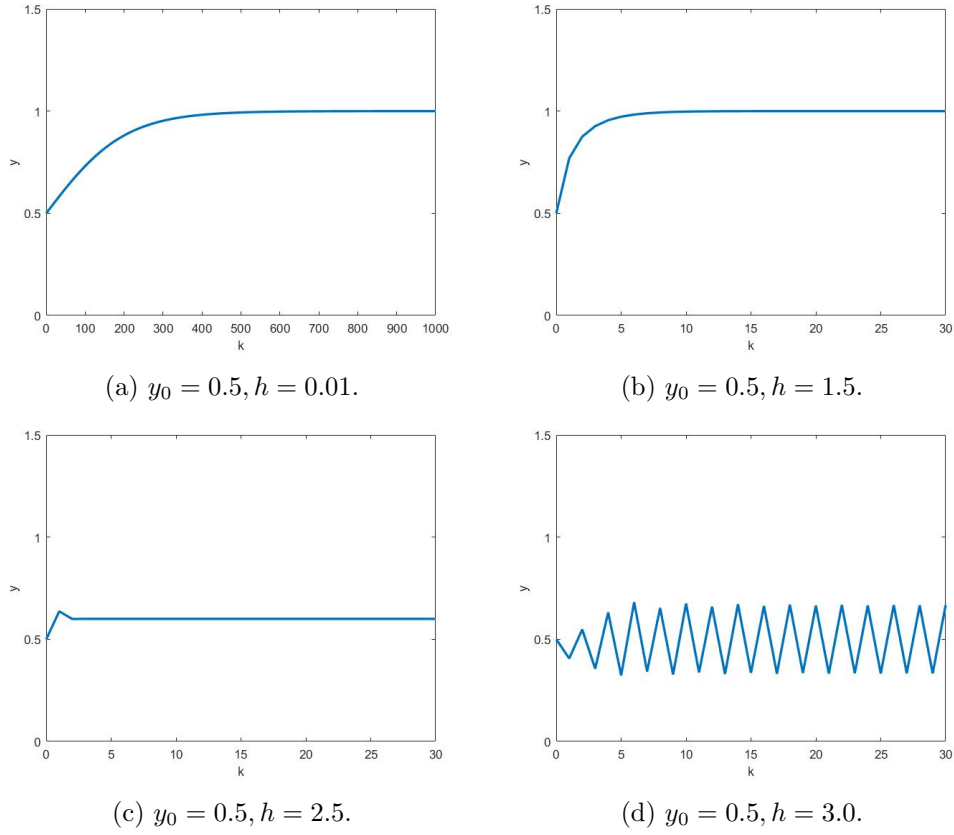 1.5
1
y
0.5
0
0 100 200 300 400 500 600 700 800 900 1000
k
(a) y₀ = 0.5, h = 0.01.
1.5
1
y
0.5
0
0 5 10 15 20 25 30
k
(b) y₀ = 0.5, h = 1.5.
1.5
1
y
0.5
0
0 5 10 15 20 25 30
k
(c) y₀ = 0.5, h = 2.5.
1.5
1
y
0.5
0
0 5 10 15 20 25 30
k
(d) y₀ = 0.5, h = 3.0.